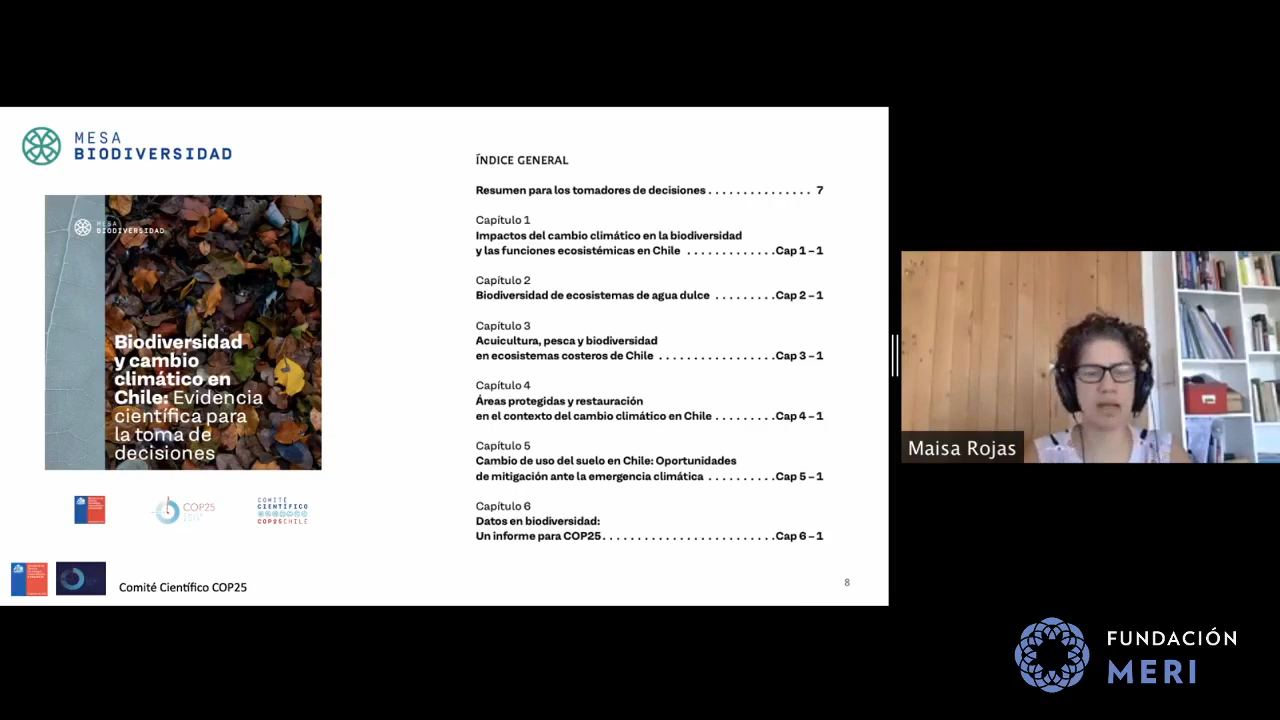 MESA
BIODIVERSIDAD
MESA
BIODIVERSIDAD
Biodiversidad
y cambio
climático en
Chile: Evidencia
científica para
la toma de
decisiones
COP25
COMITÉ
CIENTÍFICO
COP25CHILE
Comité Científico COP25
ÍNDICE GENERAL
Resumen para los tomadores de decisiones . . . . . . . . . . . . . . . 7
Capítulo 1
Impactos del cambio climático en la biodiversidad
y las funciones ecosistémicas en Chile . . . . . . . . . . . . . Cap 1 – 1
Capítulo 2
Biodiversidad de ecosistemas de agua dulce . . . . . . . . . Cap 2 – 1
Capítulo 3
Acuicultura, pesca y biodiversidad
en ecosistemas costeros de Chile . . . . . . . . . . . . . . . . . Cap 3 – 1
Capítulo 4
Áreas protegidas y restauración
en el contexto del cambio climático en Chile . . . . . . . . . Cap 4 – 1
Capítulo 5
Cambio de uso del suelo en Chile: Oportunidades
de mitigación ante la emergencia climática . . . . . . . . . . Cap 5 – 1
Capítulo 6
Datos en biodiversidad:
Un informe para COP25. . . . . . . . . . . . . . . . . . . . . . . . . Cap 6 – 1
8
Maisa Rojas
FUNDACIÓN
MERI